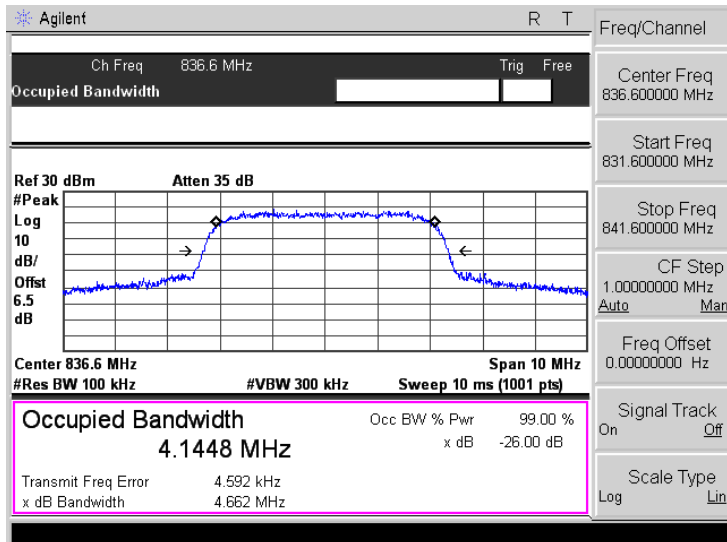 Agilent R T
Ch Freq 836.6 MHz Trig Free
Occupied Bandwidth
Ref 30 dBm Atten 35 dB
#Peak
Log
10
dB/
Offst
6.5
dB
Center 836.6 MHz Span 10 MHz
#Res BW 100 kHz #VBW 300 kHz Sweep 10 ms (1001 pts)
Occupied Bandwidth
4.1448 MHz
Occ BW % Pwr 99.00 %
x dB -26.00 dB
Transmit Freq Error 4.592 kHz
x dB Bandwidth 4.662 MHz
Freq/Channel
Center Freq
836.600000 MHz
Start Freq
831.600000 MHz
Stop Freq
841.600000 MHz
CF Step
1.00000000 MHz
Auto Man
Freq Offset
0.00000000 Hz
Signal Track
On Off
Scale Type
Log Lin